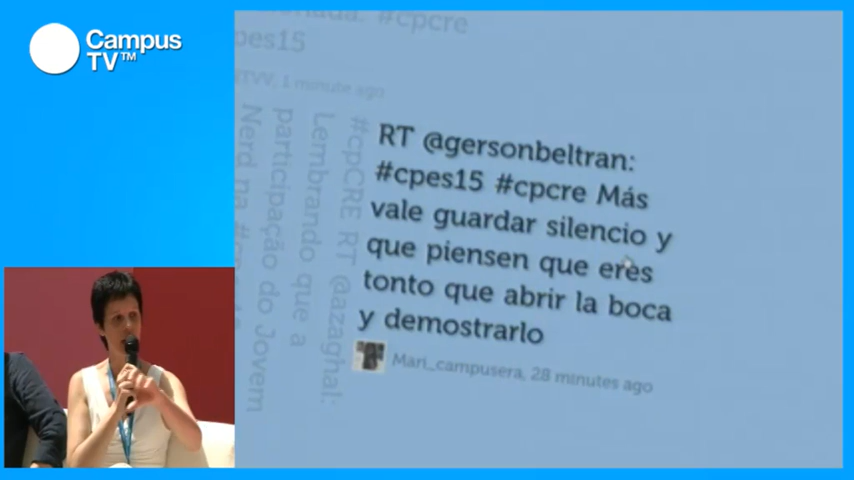 Campus
TV™
#cpcre
pes15
1 minute ago
RT @gersonbeltran:
#cpes15 #cpcre Más
vale guardar silencio y
que piensen que eres
tonto que abrir la boca
y demostrarlo
Mari_campusera, 28 minutes ago
#cpCRE RT @azaghal:
Lembrando que a
participação do Jovem
Nerd na